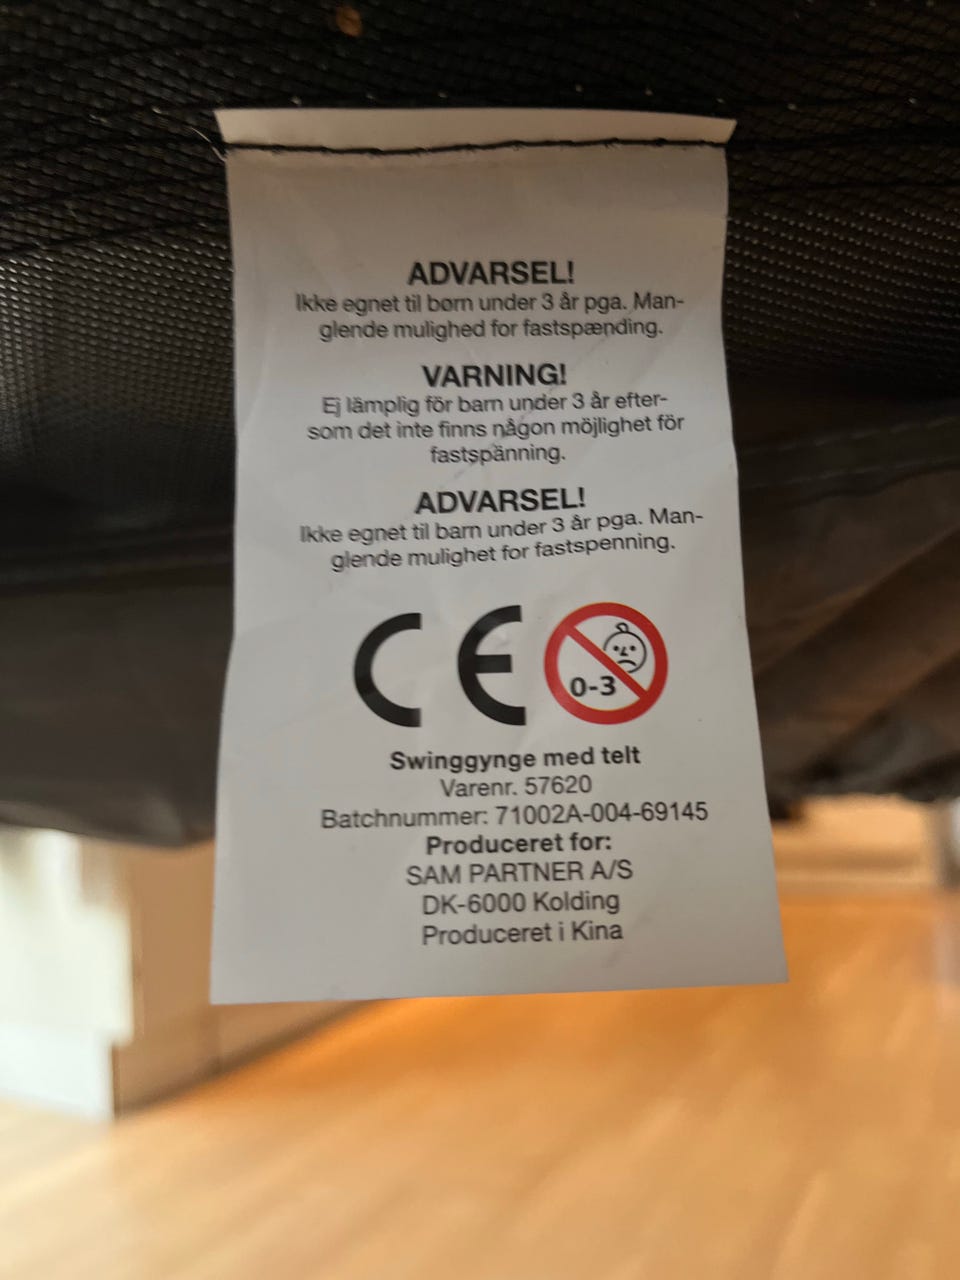 ADVARSEL!
Ikke egnet til børn under 3 år pga. Man-
glende mulighed for fastspænding.
VARNING!
Ej lämplig för barn under 3 år efter-
som det inte finns någon möjlighet för
fastspänning.
ADVARSEL!
Ikke egnet til barn under 3 år pga. Man-
glende mulighet for fastspenning.
CE
0-3
Swinggynge med telt
Varenr. 57620
Batchnummer: 71002A-004-69145
Produceret for:
SAM PARTNER A/S
DK-6000 Kolding
Produceret i Kina